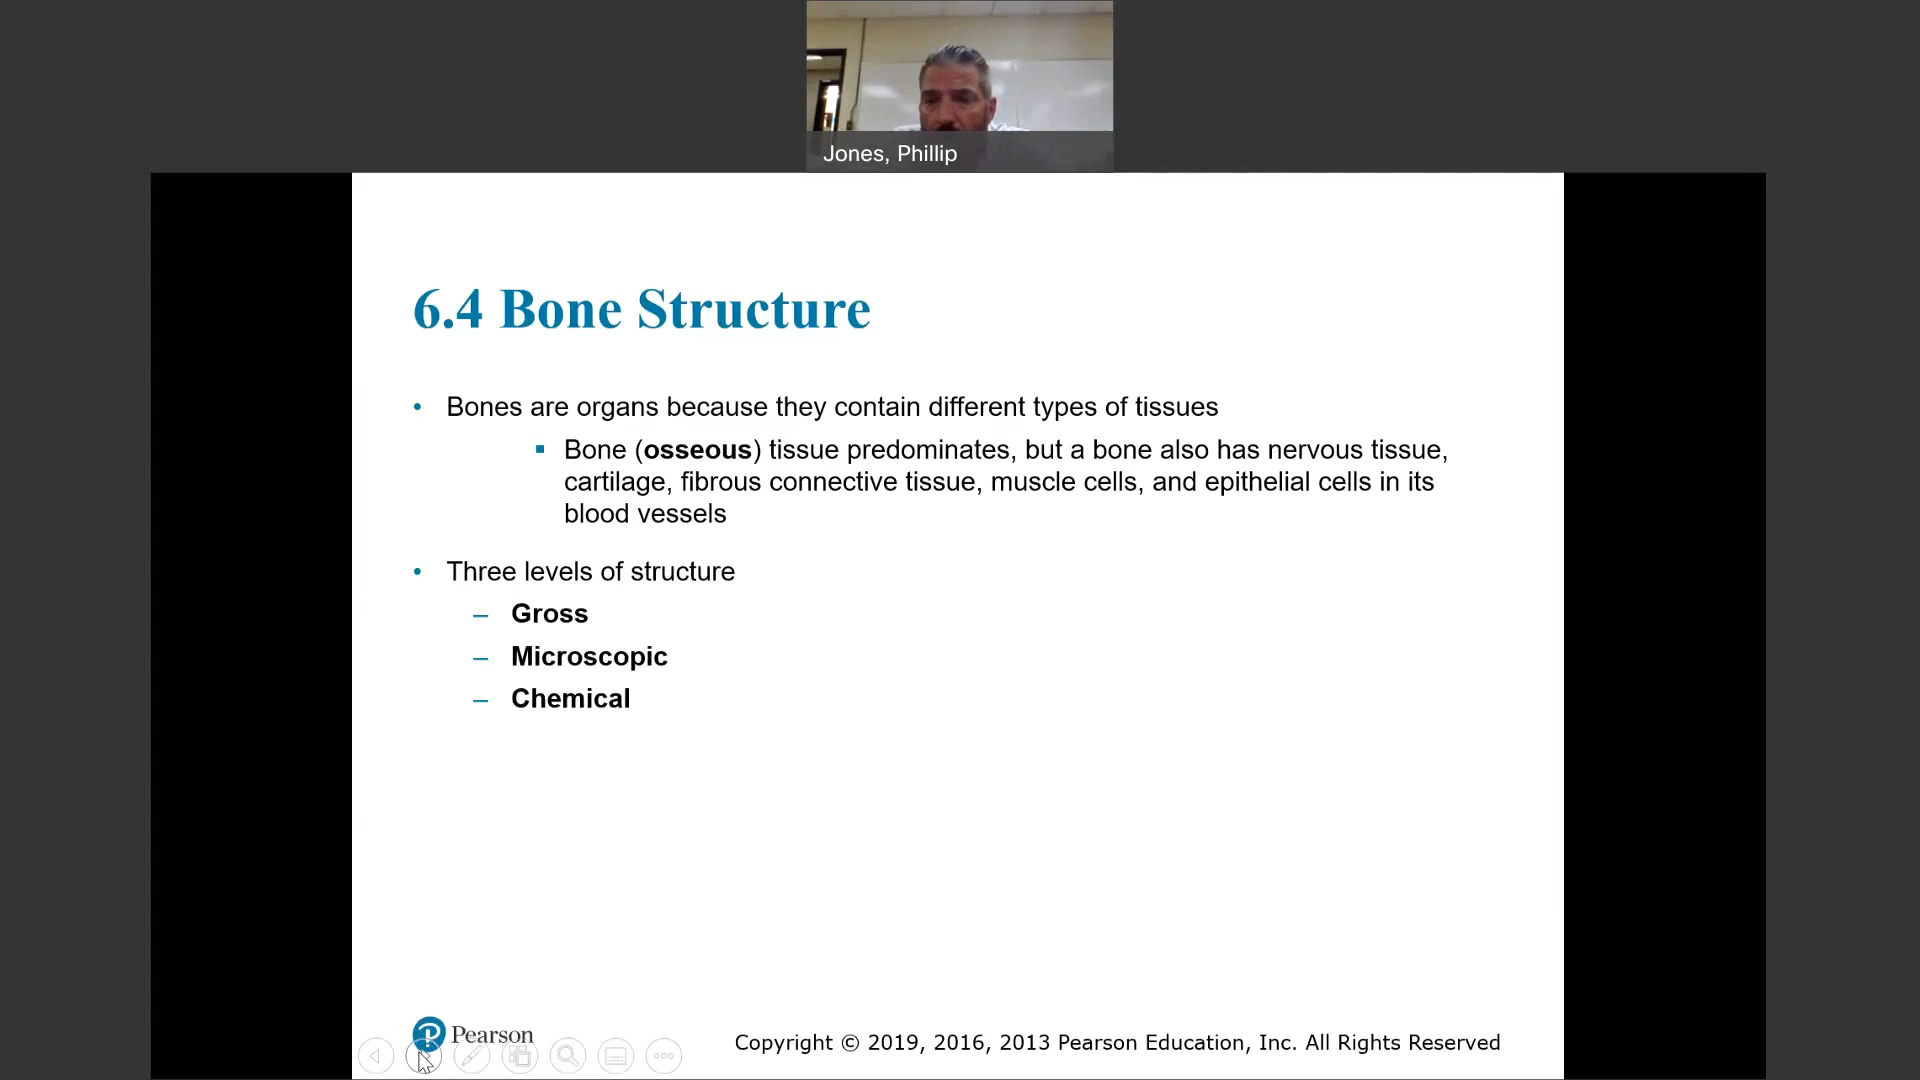 Jones, Phillip
6.4 Bone Structure
• Bones are organs because they contain different types of tissues
▪ Bone (osseous) tissue predominates, but a bone also has nervous tissue,
cartilage, fibrous connective tissue, muscle cells, and epithelial cells in its
blood vessels
• Three levels of structure
– Gross
– Microscopic
– Chemical
Pearson
Copyright © 2019, 2016, 2013 Pearson Education, Inc. All Rights Reserved